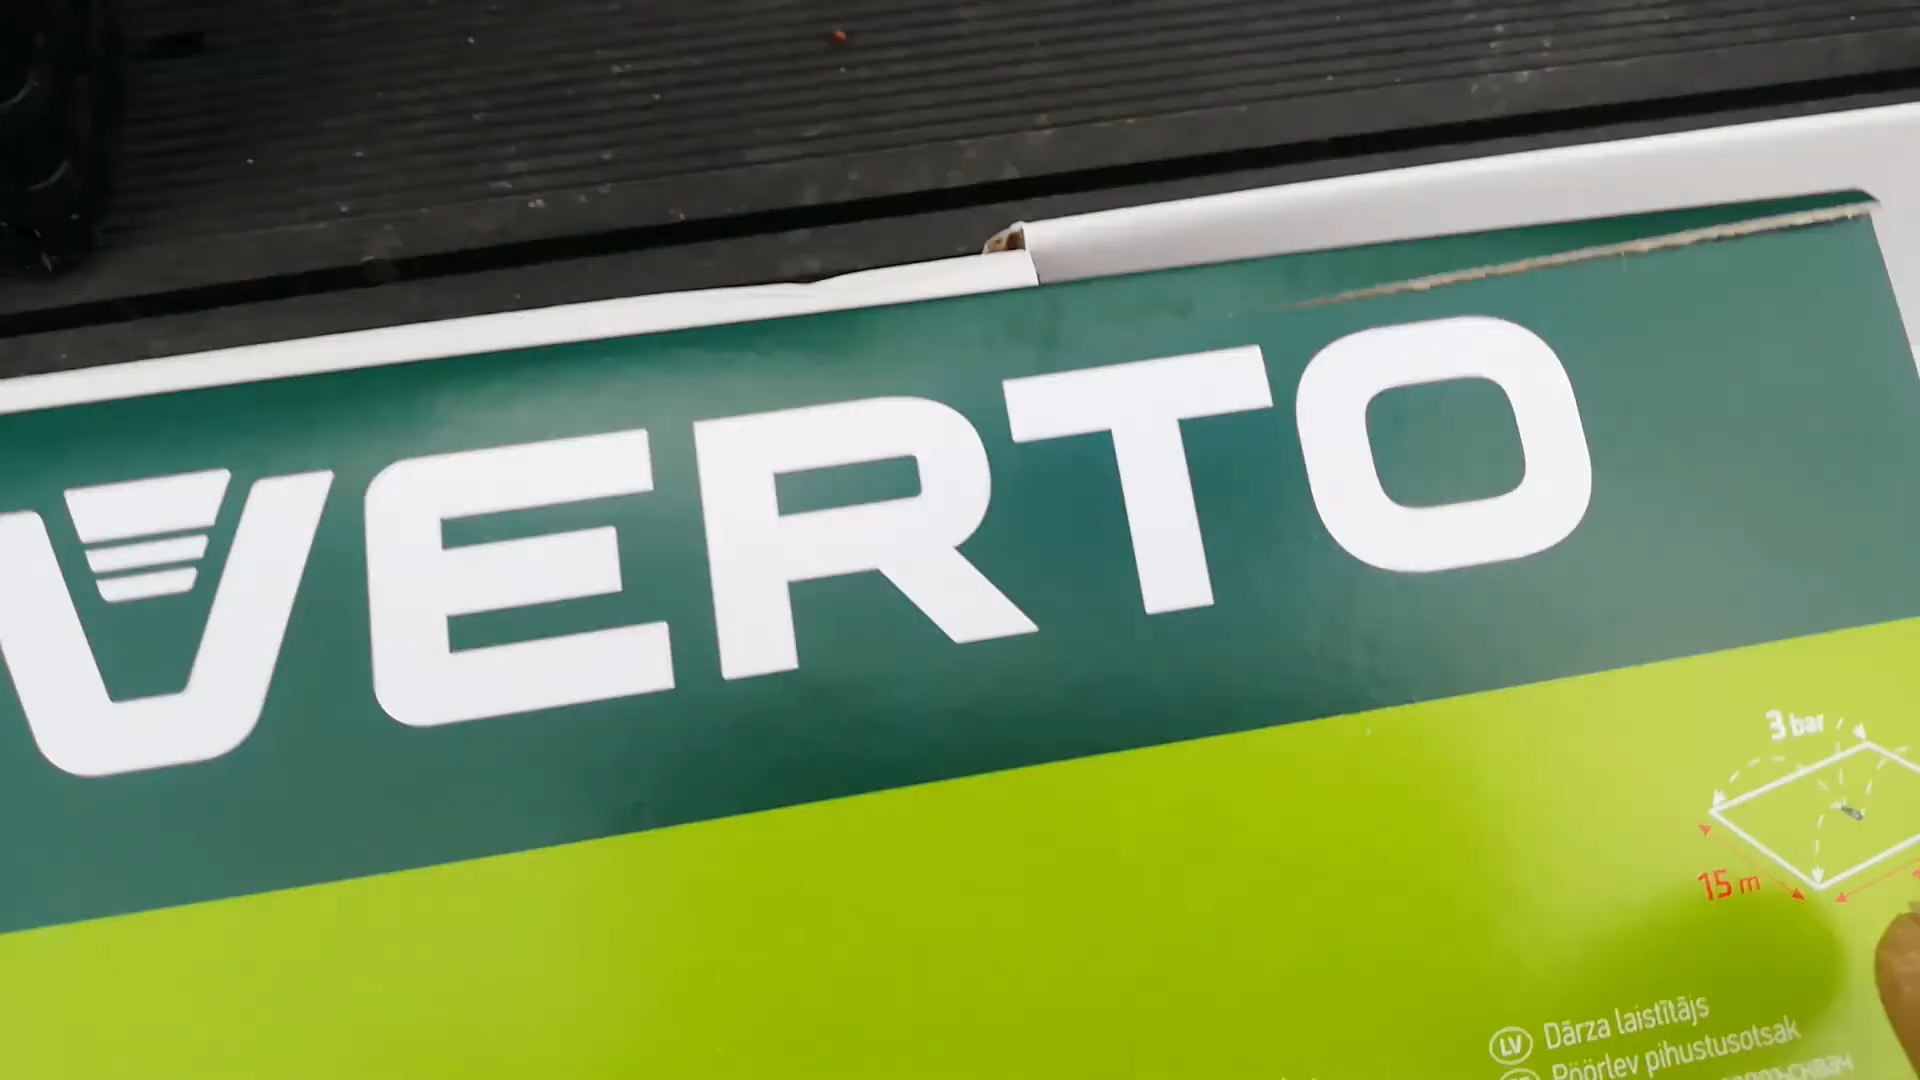 VERTO
3 bar
15 m
LV Dārza laistītājs
Pöörlev pihustusotsak